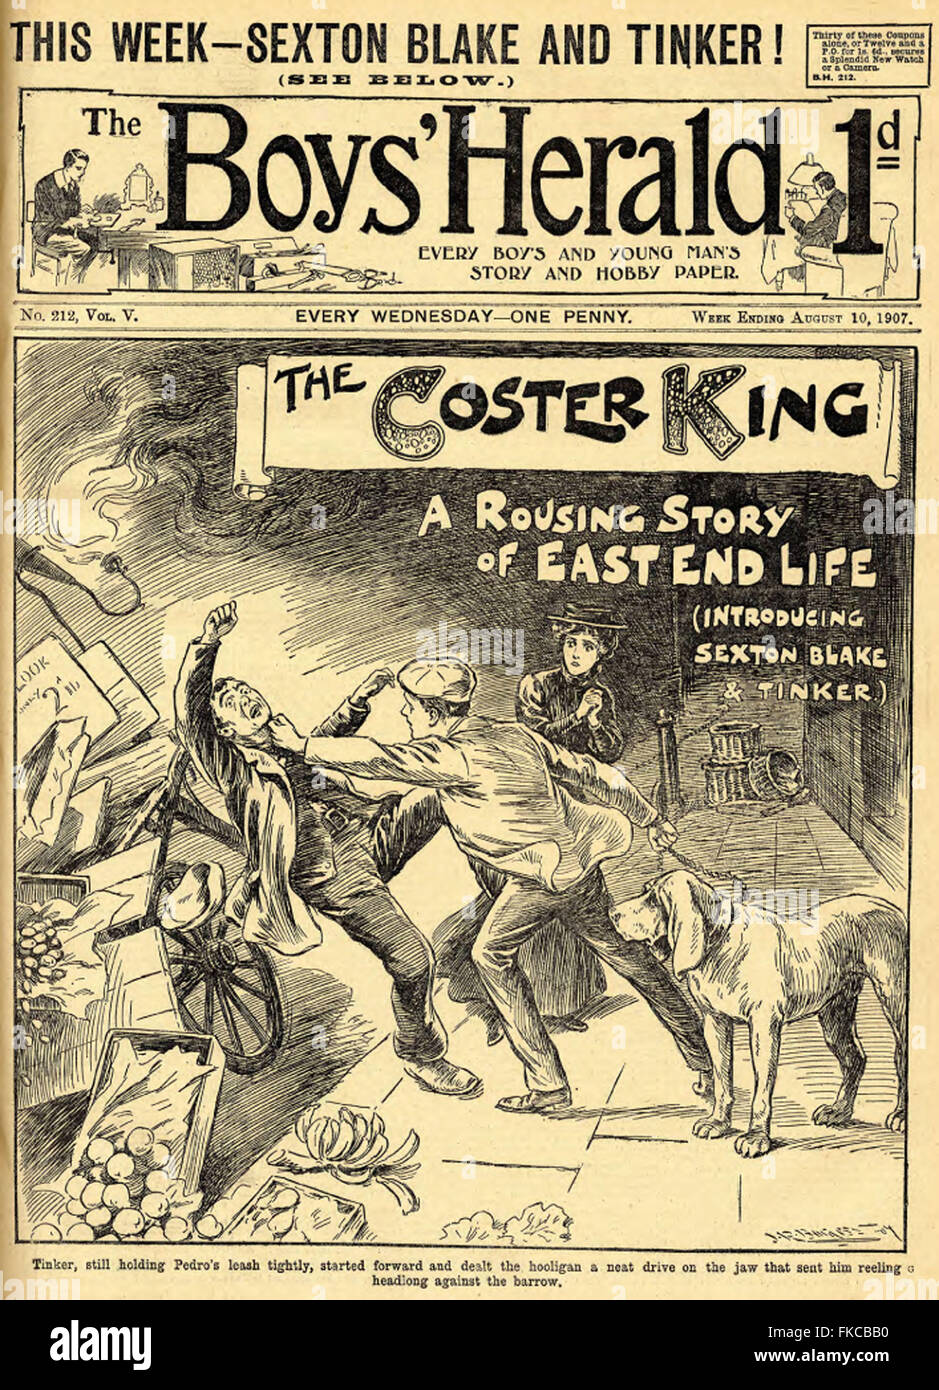 THIS WEEK—SEXTON BLAKE AND TINKER!
(SEE BELOW.)
Thirty of these Coupons
alone, or Twelve and a
P.O. for 1s. 6d., secures
a Splendid New Watch
or a Camera.
B.H. 212.
The Boys' Herald 1d
EVERY BOY'S AND YOUNG MAN'S
STORY AND HOBBY PAPER.
No. 212, Vol. V.
EVERY WEDNESDAY—ONE PENNY.
Week Ending August 10, 1907.
THE COSTER KING
A ROUSING STORY
OF EAST END LIFE
(INTRODUCING
SEXTON BLAKE
& TINKER)
LOOK
ONLY 2D
Tinker, still holding Pedro's leash tightly, started forward and dealt the hooligan a neat drive on the jaw that sent him reeling
headlong against the barrow.
alamy
a
alamy
Image ID: FKCBB0
www.alamy.com